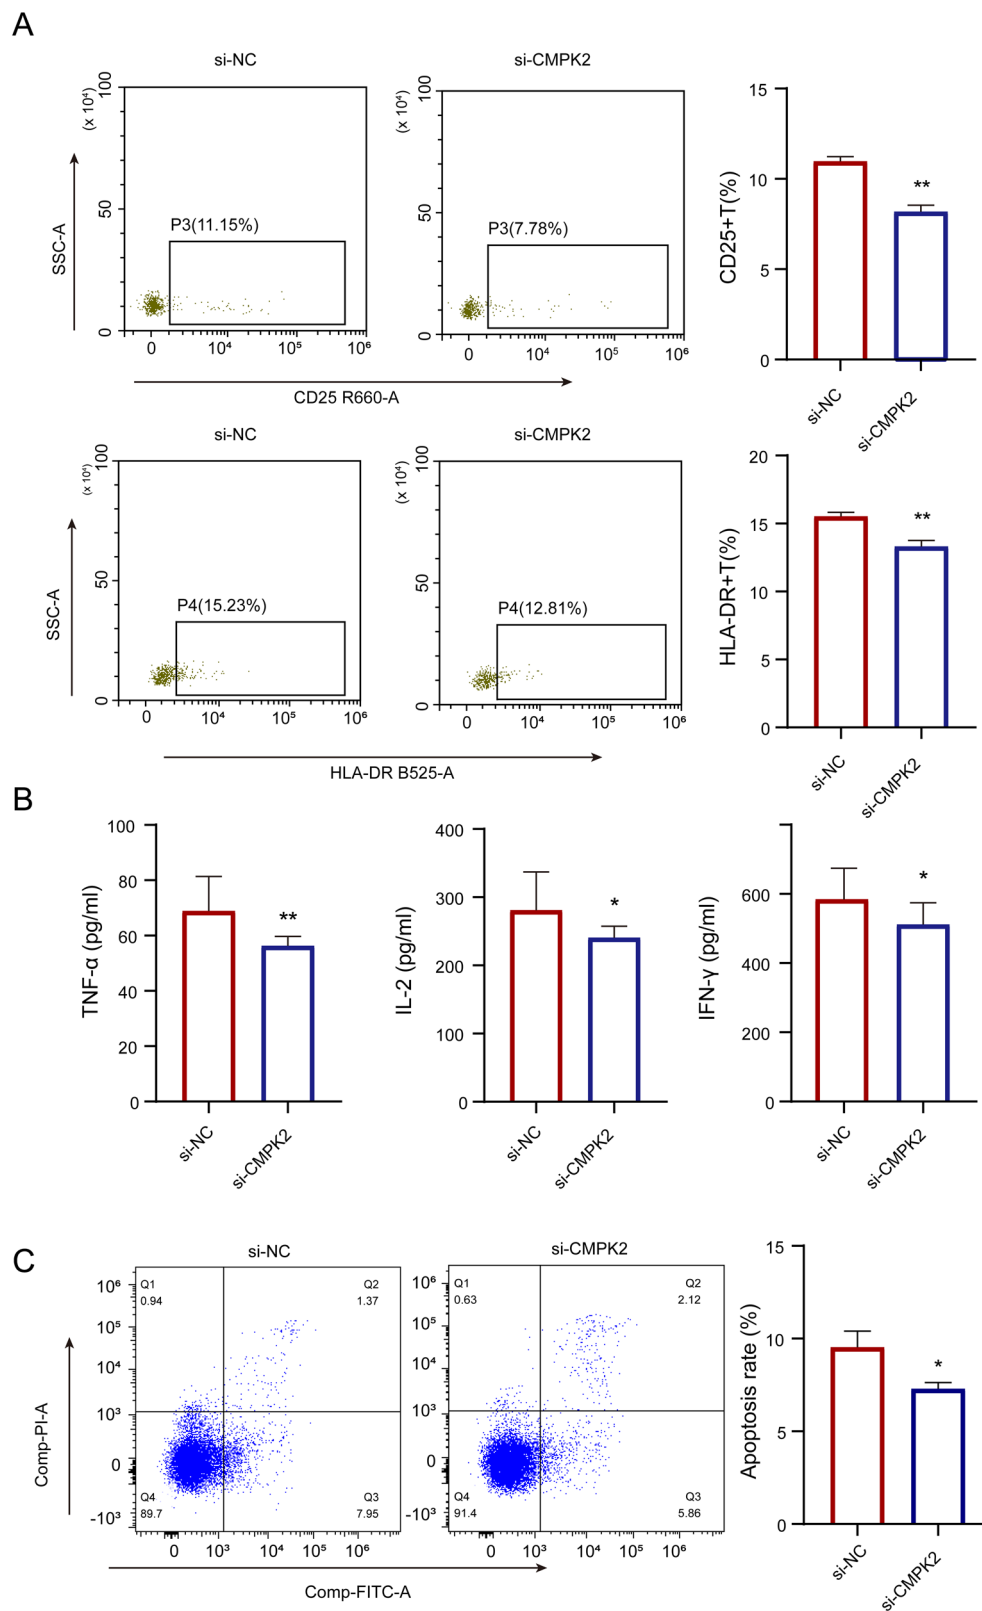 A
si-NC
si-CMPK2
(x 10⁴)
100
50
0
SSC-A
P3(11.15%)
0
10⁴
10⁵
10⁶
(x 10⁴)
100
50
0
P3(7.78%)
0
10⁴
10⁵
10⁶
CD25 R660-A
CD25+T(%)
15
10
5
0
**
si-NC
si-CMPK2
si-NC
si-CMPK2
(x 10⁴)
100
50
0
SSC-A
P4(15.23%)
0
10⁴
10⁵
10⁶
(x 10⁴)
100
50
0
P4(12.81%)
0
10⁴
10⁵
10⁶
HLA-DR B525-A
HLA-DR+T(%)
20
15
10
5
0
**
si-NC
si-CMPK2
B
TNF-α (pg/ml)
100
80
60
40
20
0
**
si-NC
si-CMPK2
IL-2 (pg/ml)
400
300
200
100
0
*
si-NC
si-CMPK2
IFN-γ (pg/ml)
600
400
200
0
*
si-NC
si-CMPK2
C
si-NC
si-CMPK2
Comp-PI-A
10⁶
10⁵
10⁴
10³
0
-10³
Q1
0.94
Q2
1.37
Q4
89.7
Q3
7.95
0
10³
10⁴
10⁵
10⁶
10⁶
10⁵
10⁴
10³
0
-10³
Q1
0.63
Q2
2.12
Q4
91.4
Q3
5.86
0
10³
10⁴
10⁵
10⁶
Comp-FITC-A
Apoptosis rate (%)
15
10
5
0
*
si-NC
si-CMPK2